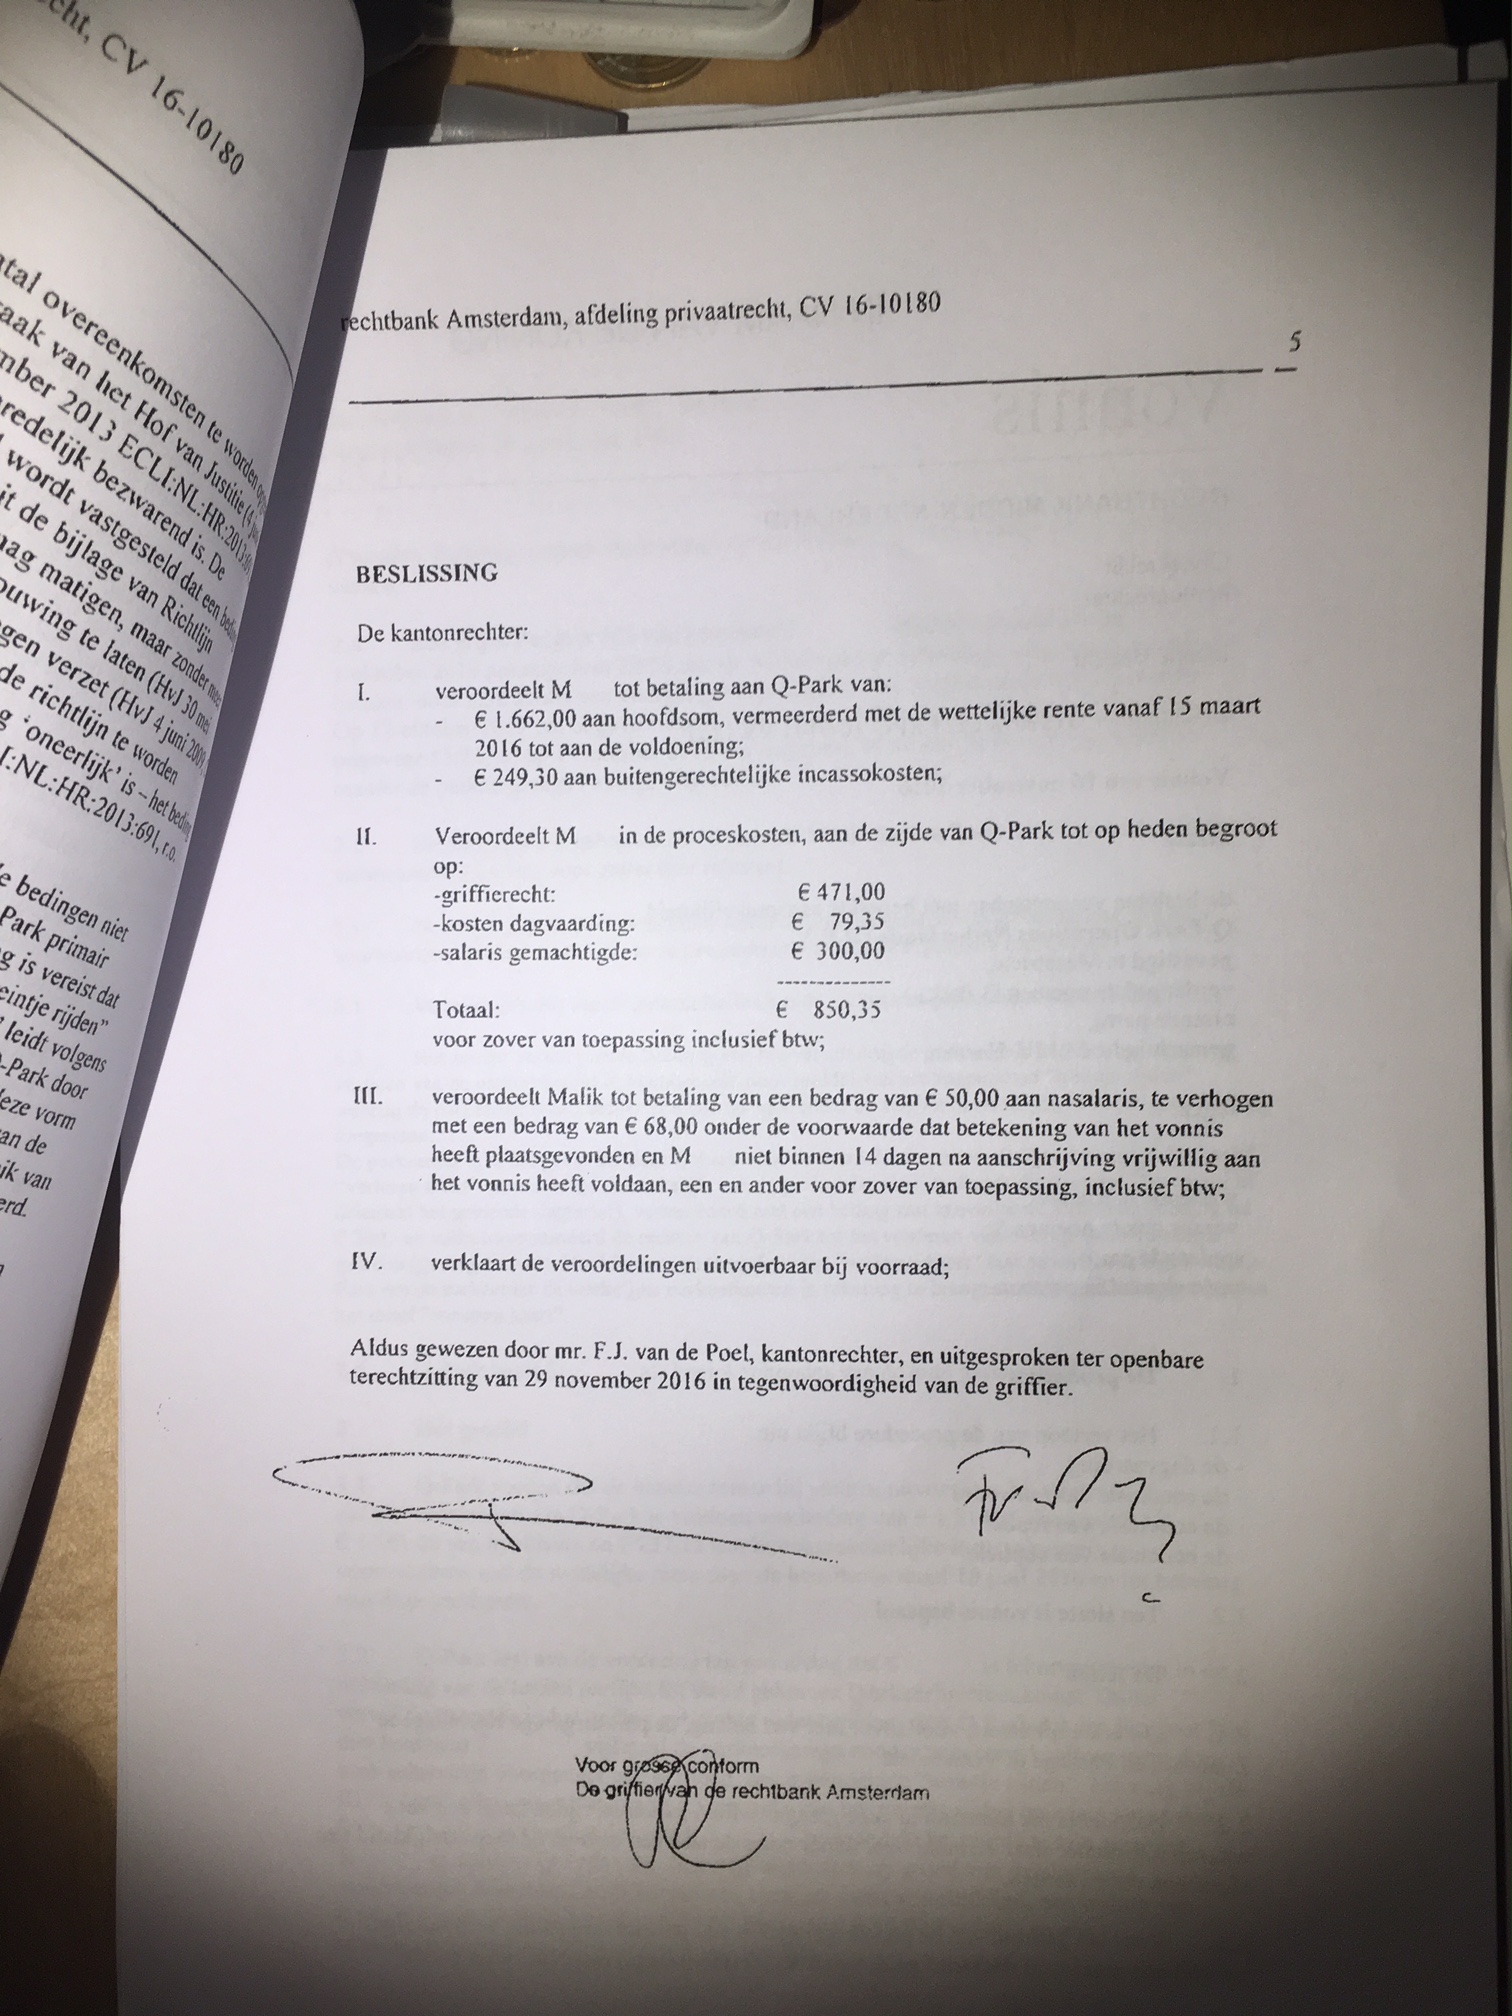 cht, CV 16-10180
tal overeenkomsten te worden
raak van het Hof van Justitie (4
mber 2013 ECLI:NL:HR:2013:
redelijk bezwarend is. De
wordt vastgesteld dat een
it de bijlage van Richtlijn
ag matigen, maar zonder
ouwing te laten (HvJ 30 mei
gen verzet (HvJ 4 juni 2009,
de richtlijn te worden
g 'oneerlijk' is – het
I:NL:HR:2013:691, r.o.
e bedingen niet
Park primair
g is vereist dat
eintje rijden"
leidt volgens
-Park door
eze vorm
an de
ik van
erd.
rechtbank Amsterdam, afdeling privaatrecht, CV 16-10180
5
BESLISSING
De kantonrechter:
I. veroordeelt M tot betaling aan Q-Park van:
- € 1.662,00 aan hoofdsom, vermeerderd met de wettelijke rente vanaf 15 maart
2016 tot aan de voldoening;
- € 249,30 aan buitengerechtelijke incassokosten;
II. Veroordeelt M in de proceskosten, aan de zijde van Q-Park tot op heden begroot
op:
-griffierecht: € 471,00
-kosten dagvaarding: € 79,35
-salaris gemachtigde: € 300,00
--------------
Totaal: € 850,35
voor zover van toepassing inclusief btw;
III. veroordeelt Malik tot betaling van een bedrag van € 50,00 aan nasalaris, te verhogen
met een bedrag van € 68,00 onder de voorwaarde dat betekening van het vonnis
heeft plaatsgevonden en M niet binnen 14 dagen na aanschrijving vrijwillig aan
het vonnis heeft voldaan, een en ander voor zover van toepassing, inclusief btw;
IV. verklaart de veroordelingen uitvoerbaar bij voorraad;
Aldus gewezen door mr. F.J. van de Poel, kantonrechter, en uitgesproken ter openbare
terechtzitting van 29 november 2016 in tegenwoordigheid van de griffier.
Voor grosse conform
De griffier van de rechtbank Amsterdam